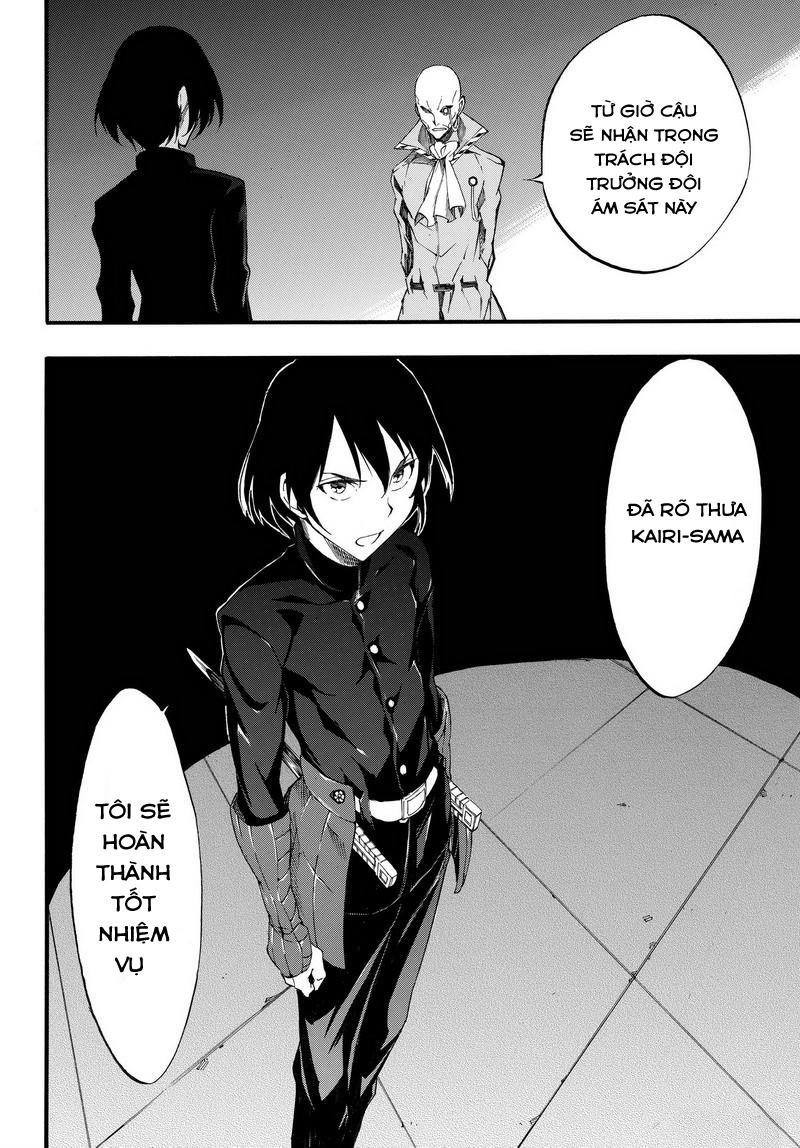 TỪ GIỜ CẬU
SẼ NHẬN TRỌNG
TRÁCH ĐỘI
TRƯỞNG ĐỘI
ÁM SÁT NÀY
ĐÃ RÕ THƯA
KAIRI-SAMA
TÔI SẼ
HOÀN
THÀNH
TỐT
NHIỆM
VỤ